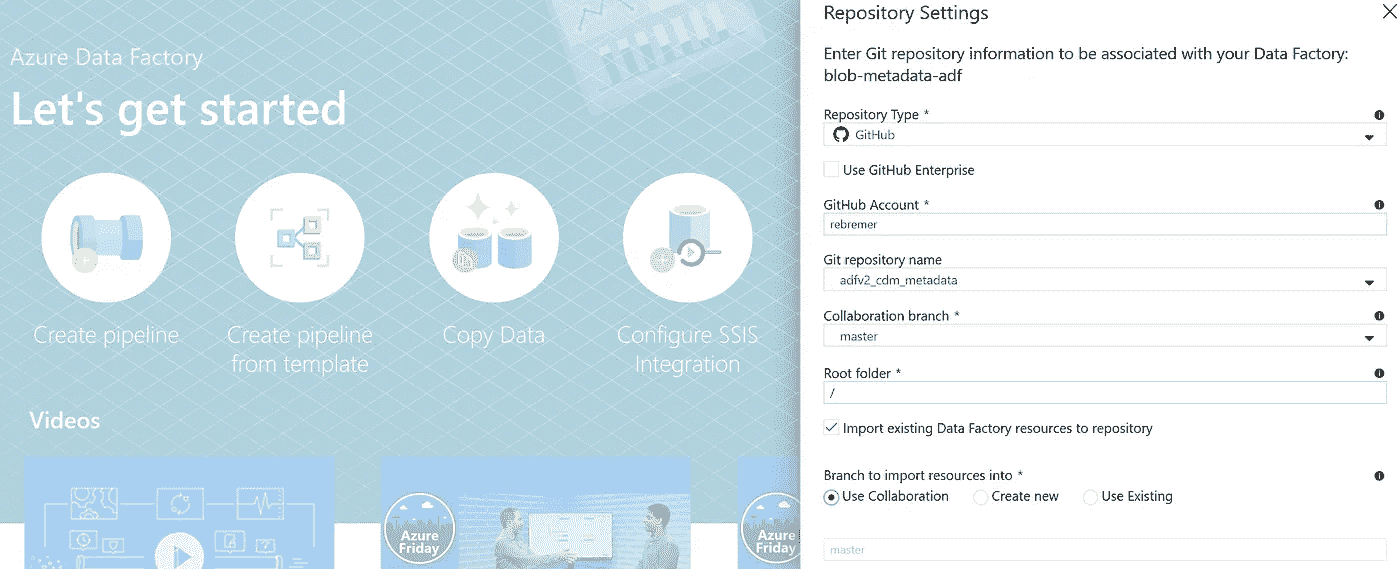 Azure Data Factory
Let's get started
Create pipeline
Create pipeline
from template
Copy Data
Configure SSIS
Integration
Videos
Azure
Friday
Azure
Friday
Repository Settings
Enter Git repository information to be associated with your Data Factory:
blob-metadata-adf
Repository Type *
GitHub
Use GitHub Enterprise
GitHub Account *
rebremer
Git repository name
adfv2_cdm_metadata
Collaboration branch *
master
Root folder *
/
Import existing Data Factory resources to repository
Branch to import resources into *
Use Collaboration Create new Use Existing
master